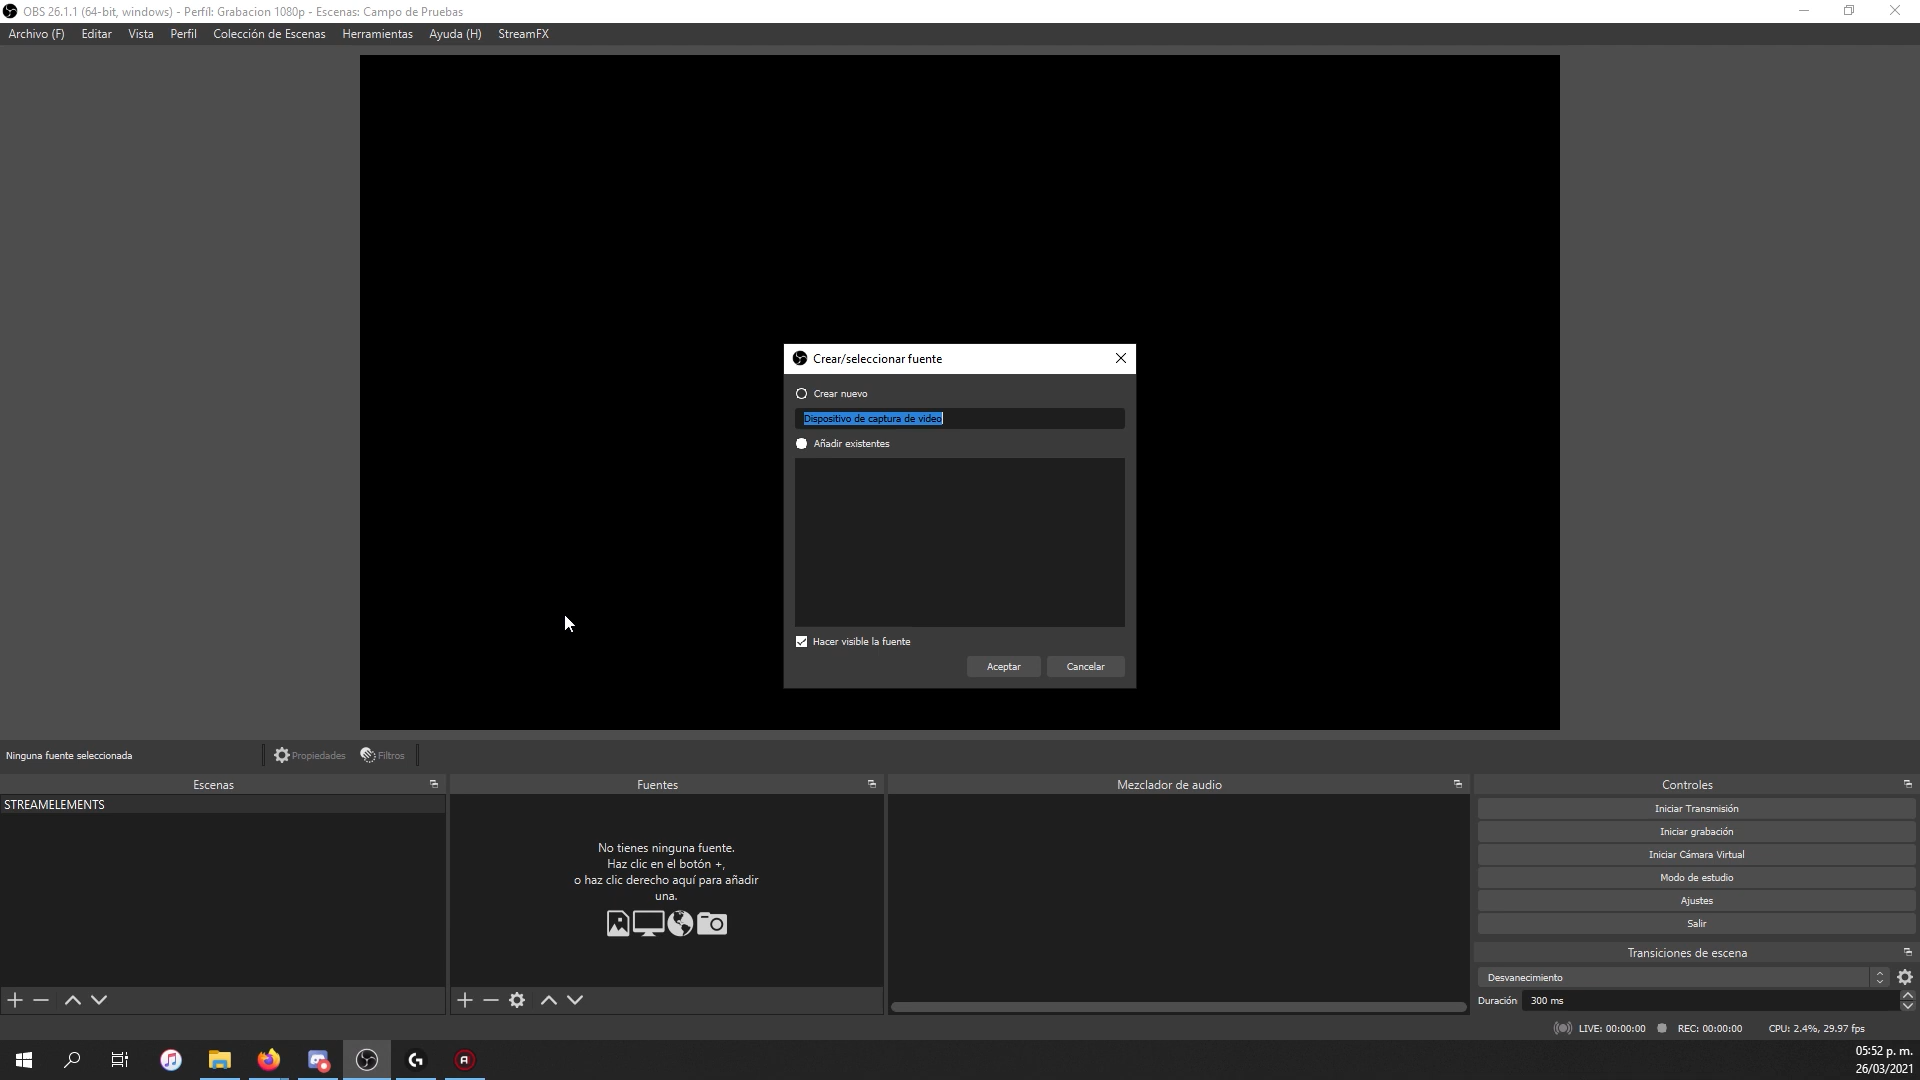 OBS 26.1.1 (64-bit, windows) - Perfíl: Grabacion 1080p - Escenas: Campo de Pruebas
Archivo (F) Editar Vista Perfil Colección de Escenas Herramientas Ayuda (H) StreamFX
Crear/seleccionar fuente
Crear nuevo
Dispositivo de captura de video
Añadir existentes
Hacer visible la fuente
Aceptar Cancelar
Ninguna fuente seleccionada Propiedades Filtros
Escenas Fuentes Mezclador de audio Controles
STREAMELEMENTS
No tienes ninguna fuente.
Haz clic en el botón +,
o haz clic derecho aquí para añadir
una.
Iniciar Transmisión
Iniciar grabación
Iniciar Cámara Virtual
Modo de estudio
Ajustes
Salir
Transiciones de escena
Desvanecimiento
Duración 300 ms
LIVE: 00:00:00 REC: 00:00:00 CPU: 2.4%, 29.97 fps
05:52 p. m.
26/03/2021